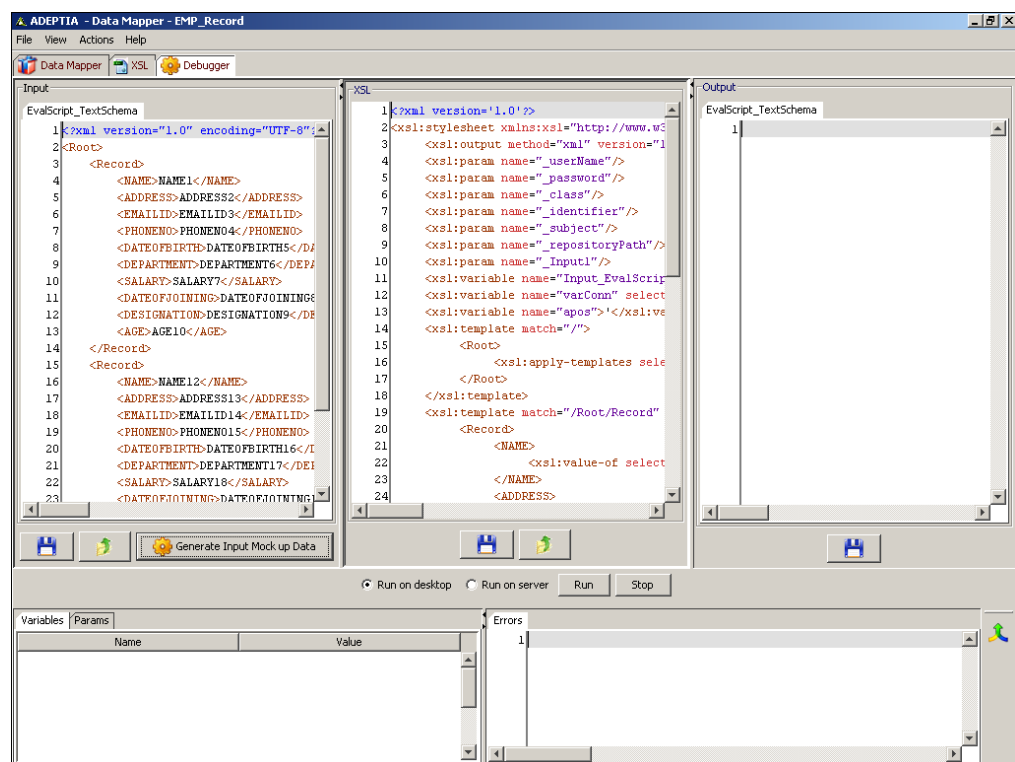 ADEPTIA - Data Mapper - EMP_Record
File View Actions Help
Data Mapper XSL Debugger
Input
EvalScript_TextSchema
1 <?xml version="1.0" encoding="UTF-8"?
2 <Root>
3 <Record>
4 <NAME>NAME1</NAME>
5 <ADDRESS>ADDRESS2</ADDRESS>
6 <EMAILID>EMAILID3</EMAILID>
7 <PHONENO>PHONENO4</PHONENO>
8 <DATEOFBIRTH>DATEOFBIRTH5</DA
9 <DEPARTMENT>DEPARTMENT6</DEPA
10 <SALARY>SALARY7</SALARY>
11 <DATEOFJOINING>DATEOFJOINING8
12 <DESIGNATION>DESIGNATION9</DE
13 <AGE>AGE10</AGE>
14 </Record>
15 <Record>
16 <NAME>NAME12</NAME>
17 <ADDRESS>ADDRESS13</ADDRESS>
18 <EMAILID>EMAILID14</EMAILID>
19 <PHONENO>PHONENO15</PHONENO>
20 <DATEOFBIRTH>DATEOFBIRTH16</D
21 <DEPARTMENT>DEPARTMENT17</DEP
22 <SALARY>SALARY18</SALARY>
23 <DATEOFJOINING>DATEOFJOINING1
Generate Input Mock up Data
XSL
1 <?xml version='1.0'?>
2 <xsl:stylesheet xmlns:xsl="http://www.w3
3 <xsl:output method="xml" version="1
4 <xsl:param name="_userName"/>
5 <xsl:param name="_password"/>
6 <xsl:param name="_class"/>
7 <xsl:param name="_identifier"/>
8 <xsl:param name="_subject"/>
9 <xsl:param name="_repositoryPath"/>
10 <xsl:param name="_Input1"/>
11 <xsl:variable name="Input_EvalScrip
12 <xsl:variable name="varConn" select
13 <xsl:variable name="apos">'</xsl:va
14 <xsl:template match="/">
15 <Root>
16 <xsl:apply-templates sele
17 </Root>
18 </xsl:template>
19 <xsl:template match="/Root/Record"
20 <Record>
21 <NAME>
22 <xsl:value-of select
23 </NAME>
24 <ADDRESS>
Output
EvalScript_TextSchema
1
Run on desktop Run on server Run Stop
Variables Params
Name Value
Errors
1